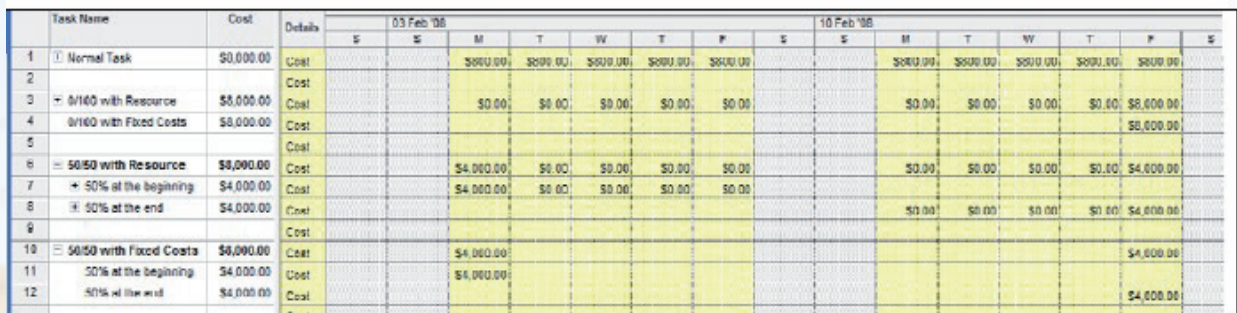 Task Name Cost Details 03 Feb '08 10 Feb '08
S S M T W T F S S M T W T F S
1 Normal Task $8,000.00 Cost $800.00 $800.00 $800.00 $800.00 $800.00 $800.00 $800.00 $800.00 $800.00 $800.00
2 Cost
3 0/100 with Resource $8,000.00 Cost $0.00 $0.00 $0.00 $0.00 $0.00 $0.00 $0.00 $0.00 $0.00 $8,000.00
4 0/100 with Fixed Costs $8,000.00 Cost $8,000.00
5 Cost
6 50/50 with Resource $8,000.00 Cost $4,000.00 $0.00 $0.00 $0.00 $0.00 $0.00 $0.00 $0.00 $0.00 $4,000.00
7 50% at the beginning $4,000.00 Cost $4,000.00 $0.00 $0.00 $0.00 $0.00
8 50% at the end $4,000.00 Cost $0.00 $0.00 $0.00 $0.00 $4,000.00
9 Cost
10 50/50 with Fixed Costs $8,000.00 Cost $4,000.00 $4,000.00
11 50% at the beginning $4,000.00 Cost $4,000.00
12 50% at the end $4,000.00 Cost $4,000.00